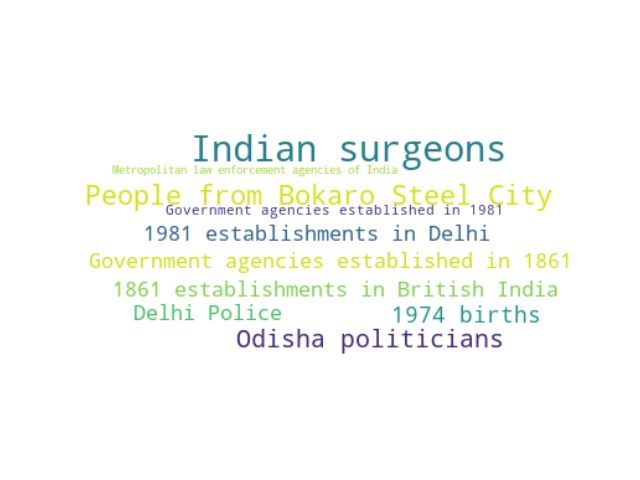 Indian surgeons
Metropolitan law enforcement agencies of India
People from Bokaro Steel City
Government agencies established in 1981
1981 establishments in Delhi
Government agencies established in 1861
1861 establishments in British India
Delhi Police
1974 births
Odisha politicians